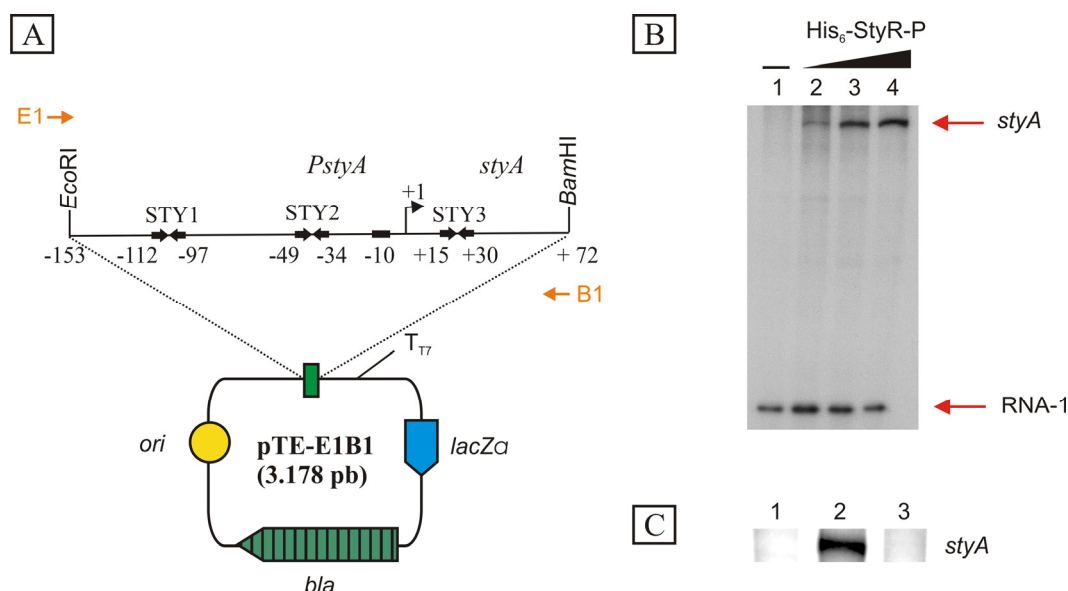 A
E1
EcoRI
PstyA
styA
BamHI
+1
STY1
STY2
STY3
-153
-112
-97
-49
-34
-10
+15
+30
+ 72
B1
T T7
ori
pTE-E1B1
(3.178 pb)
lacZα
bla
B
His6-StyR-P
1 2 3 4
styA
RNA-1
C
1 2 3
styA